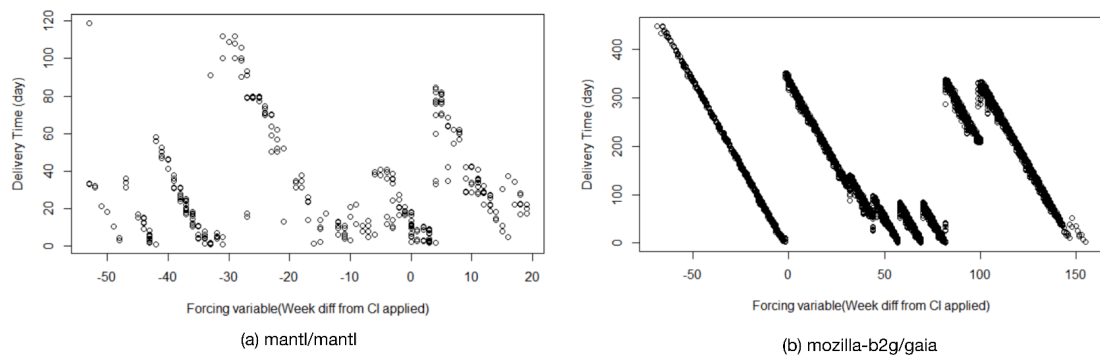 120
100
80
60
40
20
0
Delivery Time (day)
-50 -40 -30 -20 -10 0 10 20
Forcing variable(Week diff from CI applied)
(a) mantl/mantl
400
300
200
100
0
Delivery Time (day)
-50 0 50 100 150
Forcing variable(Week diff from CI applied)
(b) mozilla-b2g/gaia